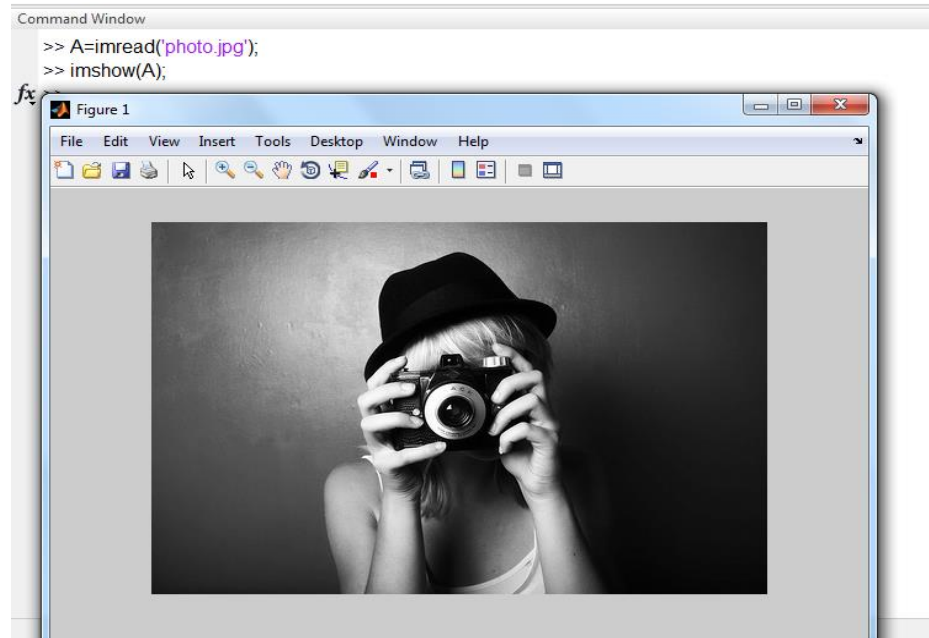 Command Window
>> A=imread('photo.jpg');
>> imshow(A);
fx >>
Figure 1
File Edit View Insert Tools Desktop Window Help